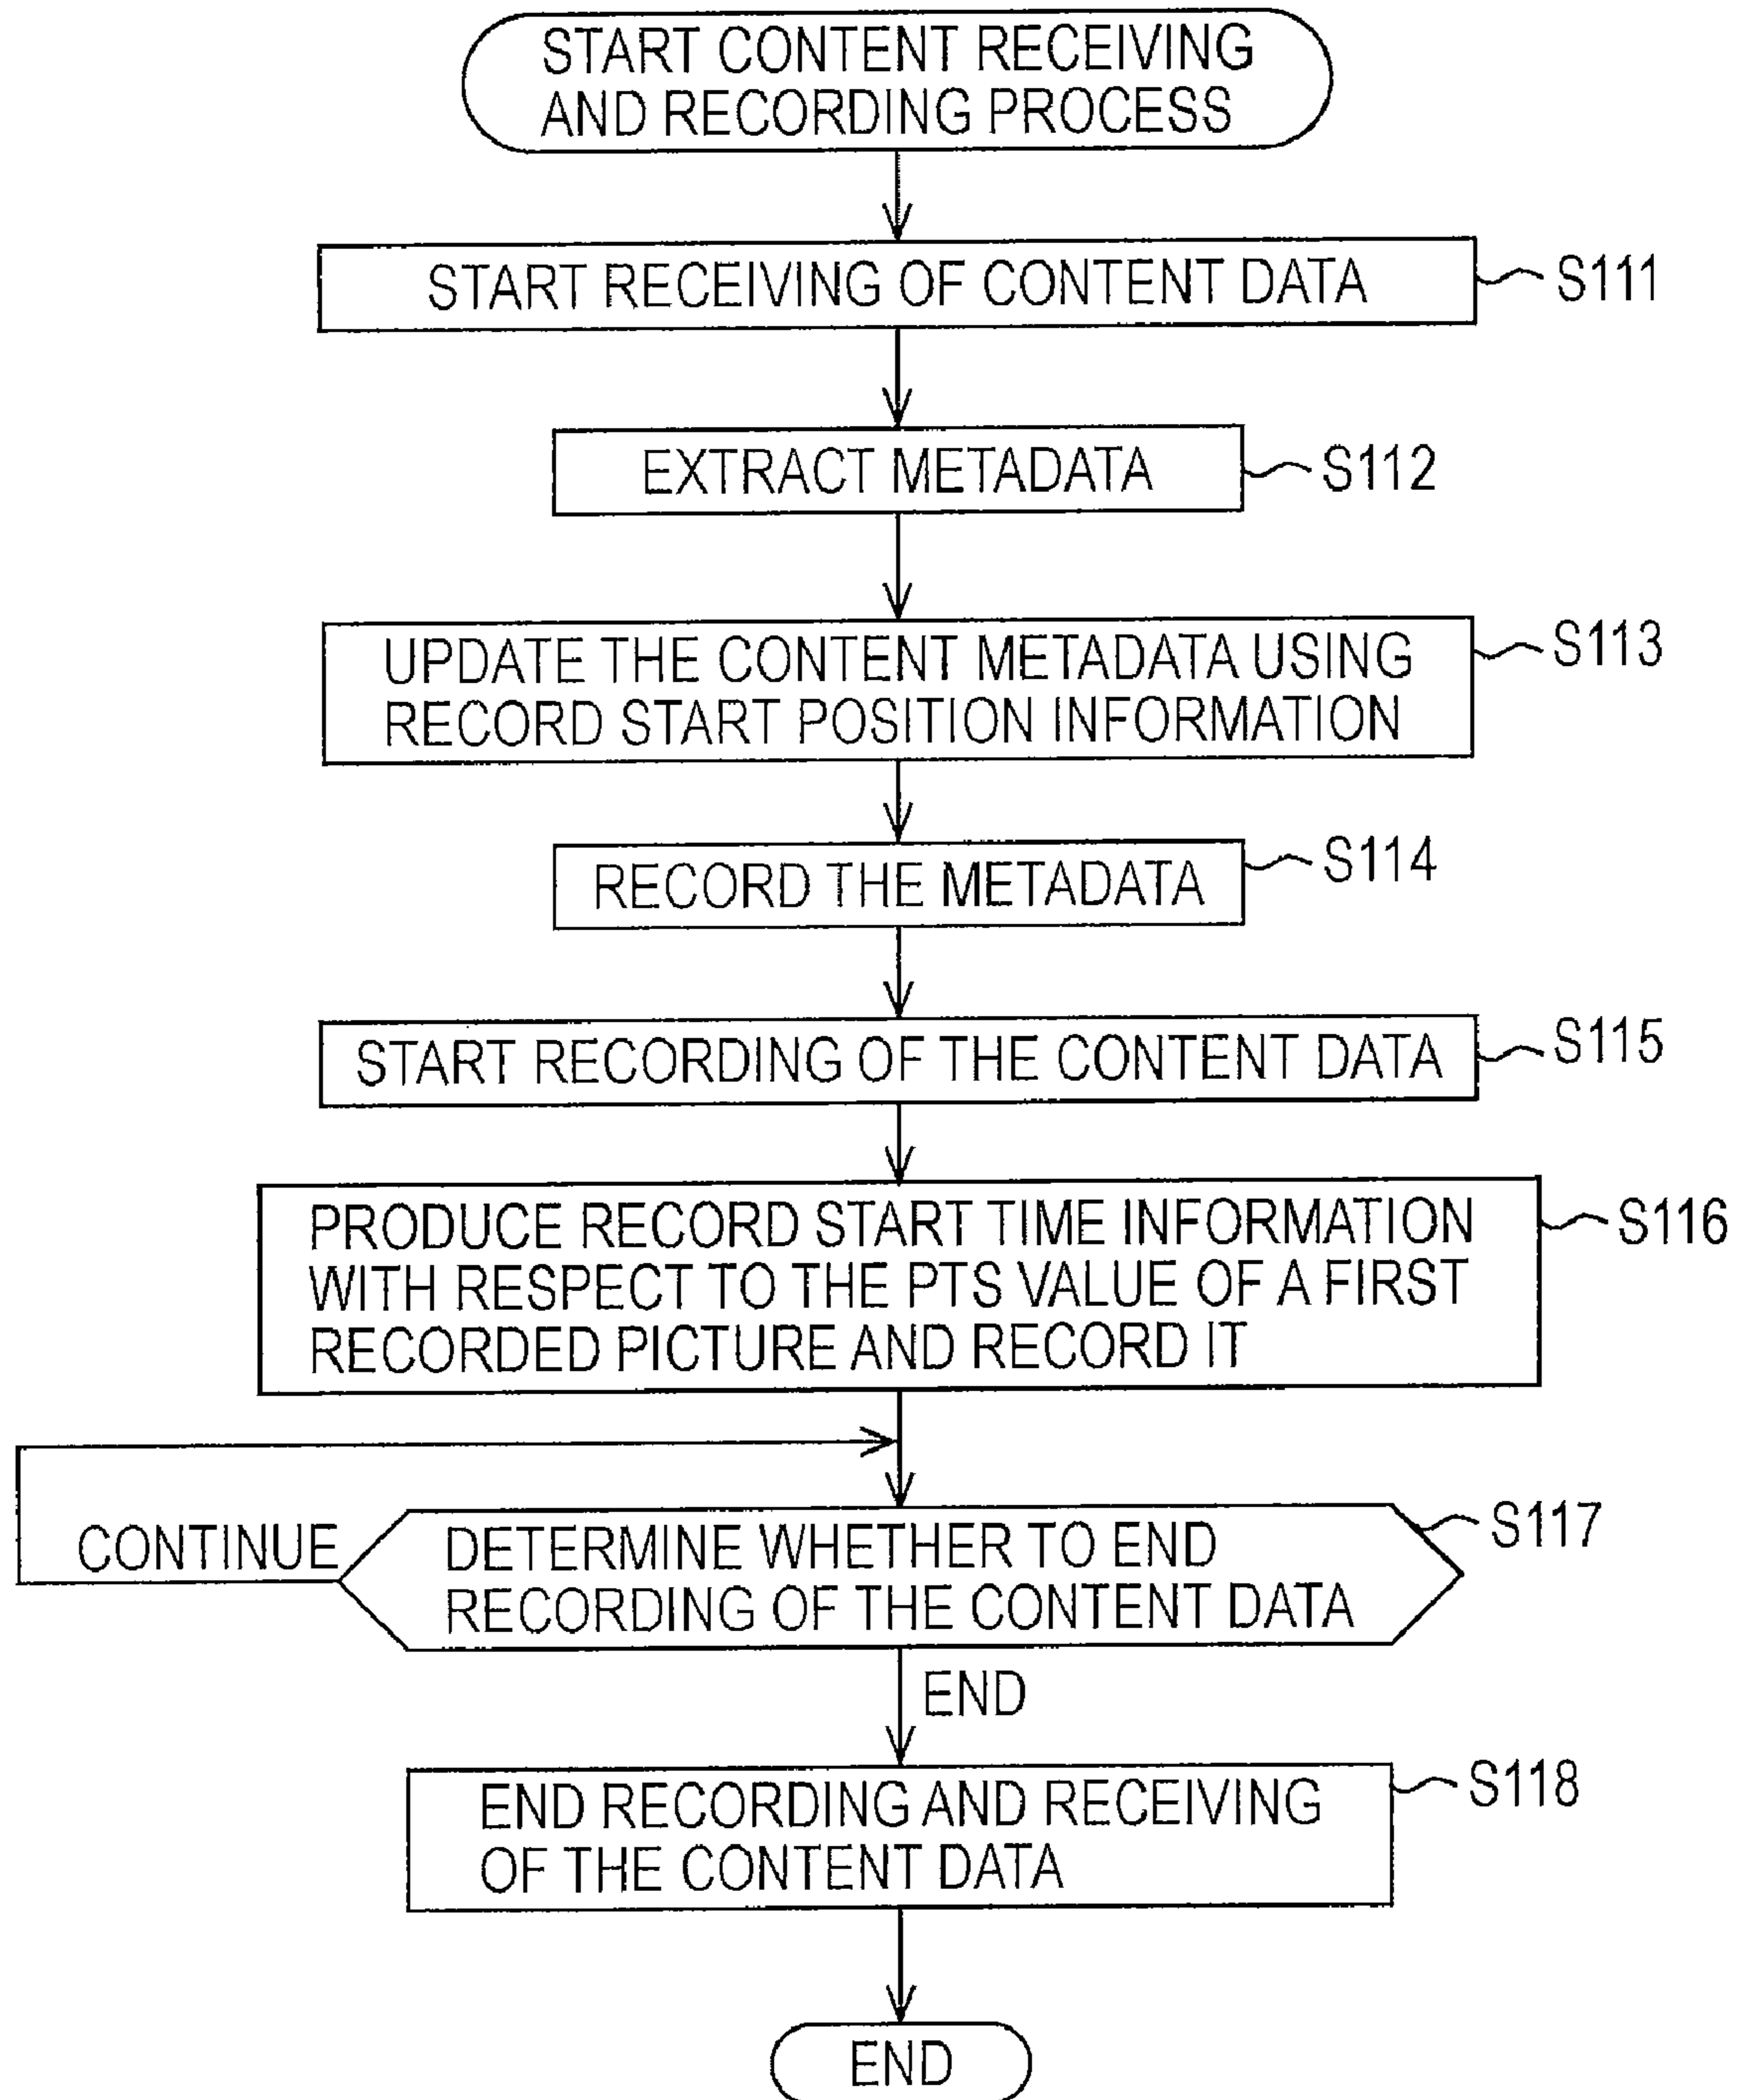 START CONTENT RECEIVING
AND RECORDING PROCESS
START RECEIVING OF CONTENT DATA
S111
EXTRACT METADATA
S112
UPDATE THE CONTENT METADATA USING
RECORD START POSITION INFORMATION
S113
RECORD THE METADATA
S114
START RECORDING OF THE CONTENT DATA
S115
PRODUCE RECORD START TIME INFORMATION
WITH RESPECT TO THE PTS VALUE OF A FIRST
RECORDED PICTURE AND RECORD IT
S116
CONTINUE
DETERMINE WHETHER TO END
RECORDING OF THE CONTENT DATA
S117
END
END RECORDING AND RECEIVING
OF THE CONTENT DATA
S118
END